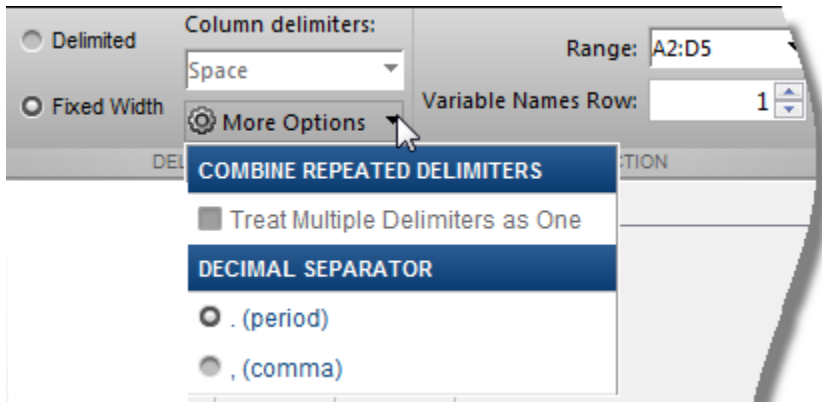 Delimited
Column delimiters:
Space
Range: A2:D5
Fixed Width
More Options
Variable Names Row: 1
COMBINE REPEATED DELIMITERS
Treat Multiple Delimiters as One
DECIMAL SEPARATOR
. (period)
, (comma)